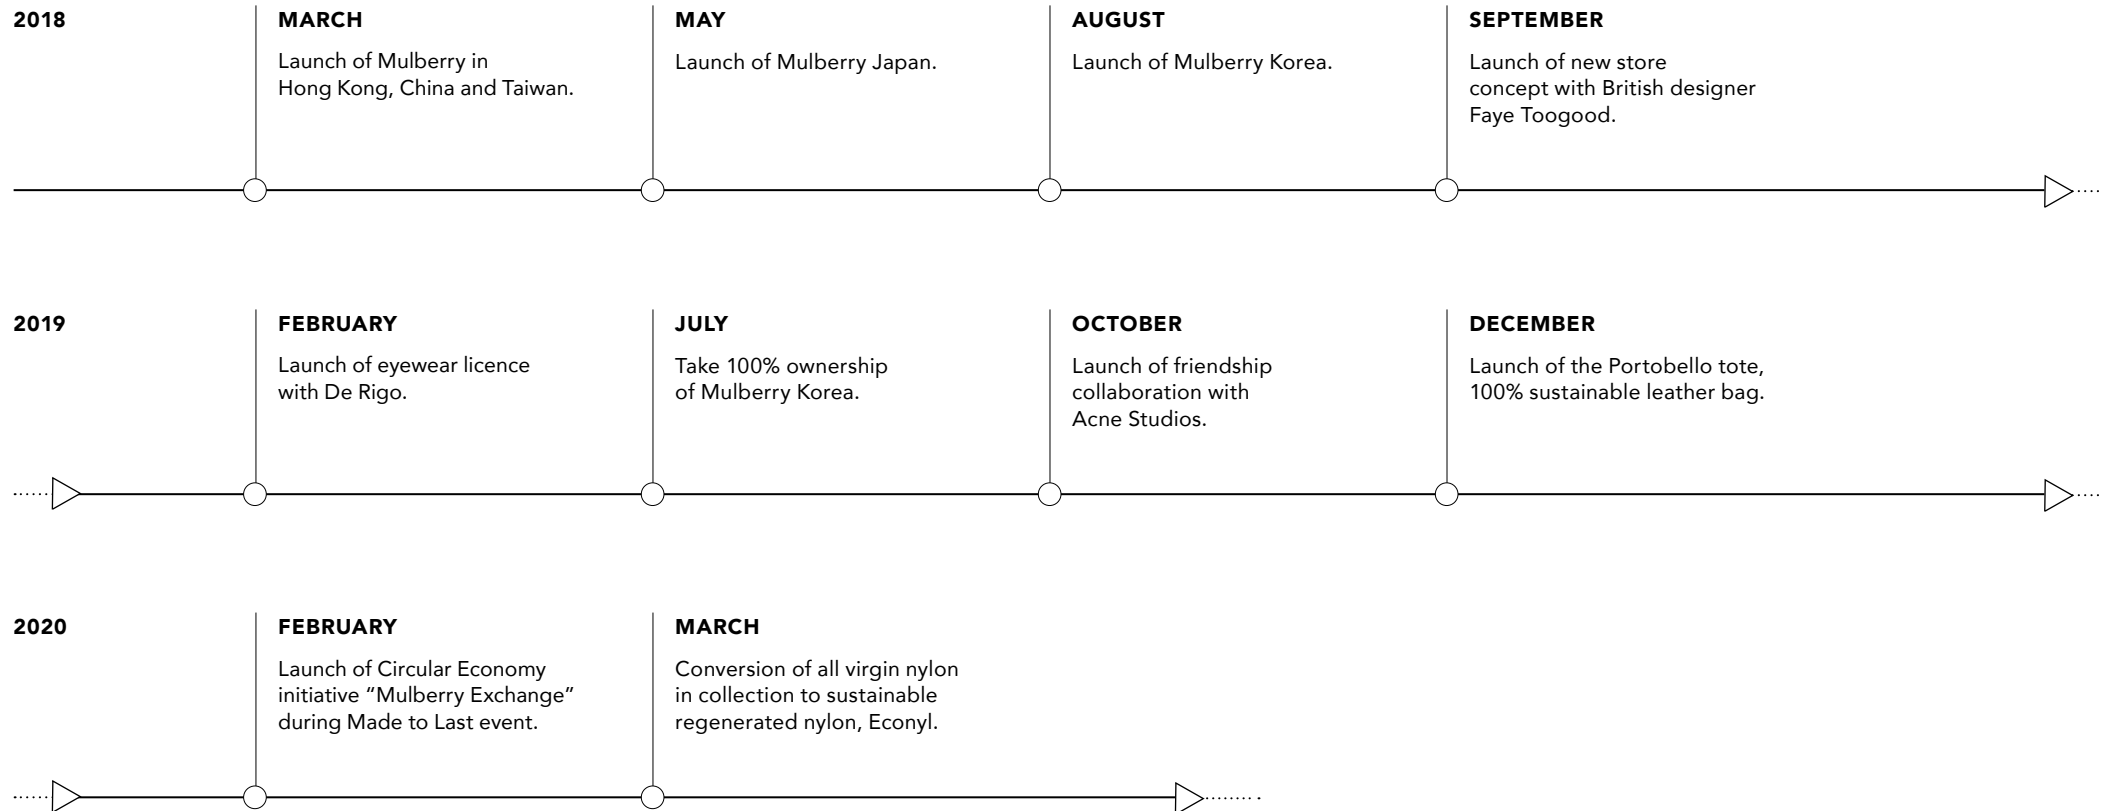 2018
MARCH
Launch of Mulberry in
Hong Kong, China and Taiwan.
MAY
Launch of Mulberry Japan.
AUGUST
Launch of Mulberry Korea.
SEPTEMBER
Launch of new store
concept with British designer
Faye Toogood.
2019
FEBRUARY
Launch of eyewear licence
with De Rigo.
JULY
Take 100% ownership
of Mulberry Korea.
OCTOBER
Launch of friendship
collaboration with
Acne Studios.
DECEMBER
Launch of the Portobello tote,
100% sustainable leather bag.
2020
FEBRUARY
Launch of Circular Economy
initiative “Mulberry Exchange”
during Made to Last event.
MARCH
Conversion of all virgin nylon
in collection to sustainable
regenerated nylon, Econyl.